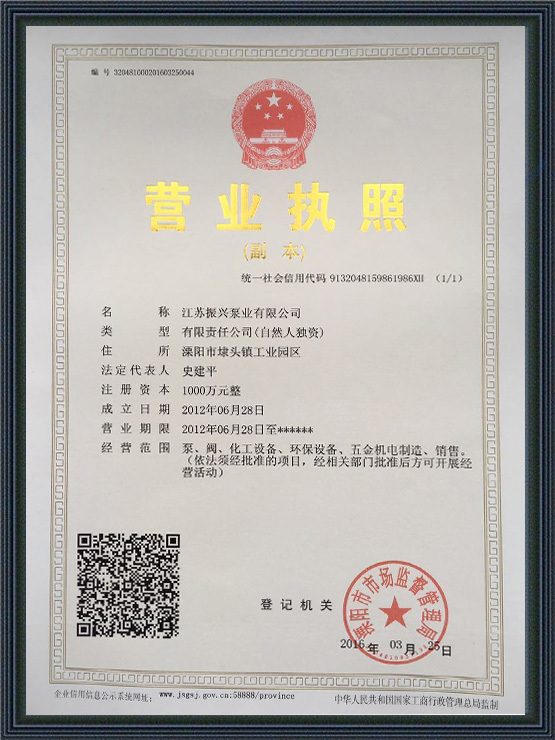 编 号 320481000201603250044
营业执照
(副 本)
统一社会信用代码 9132048159861986XH (1/1)
名 称 江苏振兴泵业有限公司
类 型 有限责任公司(自然人独资)
住 所 溧阳市埭头镇工业园区
法定代表人 史建平
注册资本 1000万元整
成立日期 2012年06月28日
营业期限 2012年06月28日至******
经营范围 泵、阀、化工设备、环保设备、五金机电制造、销售。
(依法须经批准的项目，经相关部门批准后方可开展经
营活动)
登记机关
溧阳市市场监督管理局
2016年 03月 25日
企业信用信息公示系统网址： www.jsgsj.gov.cn:58888/province
中华人民共和国国家工商行政管理总局监制